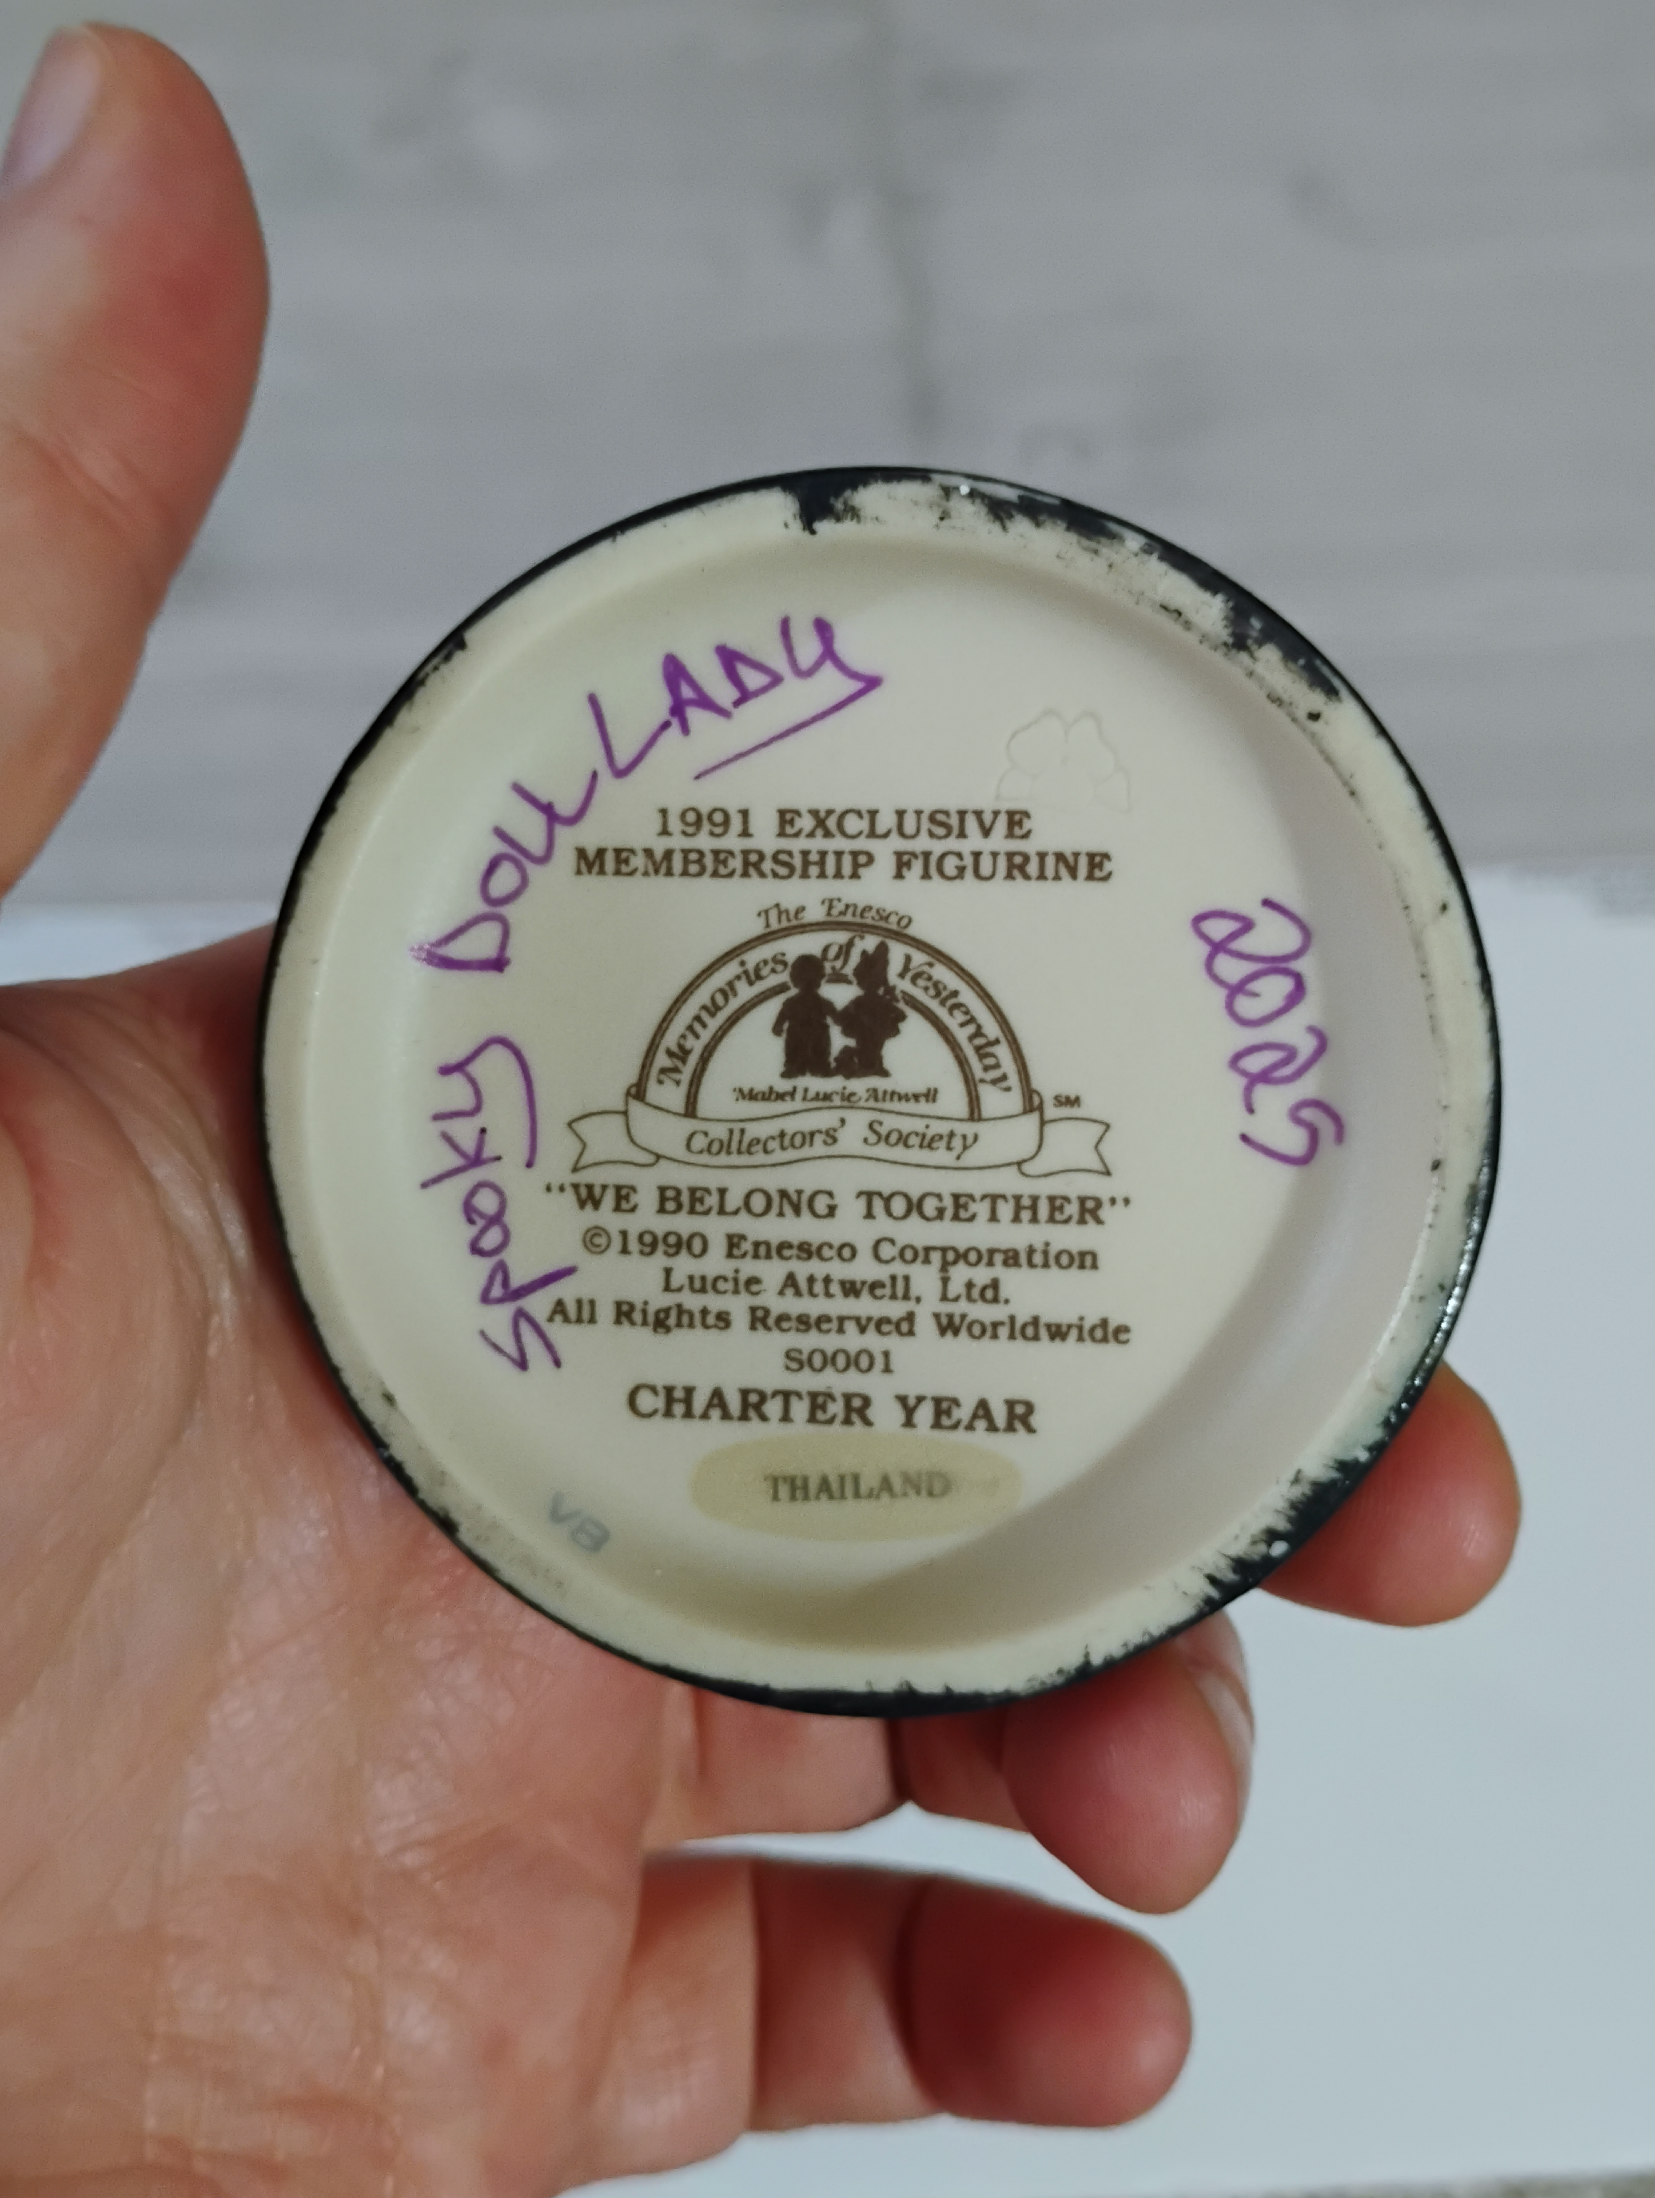 SPOOKY DOLL LADY
1991 EXCLUSIVE
MEMBERSHIP FIGURINE
The Enesco
Memories of Yesterday
Mabel Lucie Attwell
SM
Collectors' Society
"WE BELONG TOGETHER"
©1990 Enesco Corporation
Lucie Attwell, Ltd.
All Rights Reserved Worldwide
S0001
CHARTER YEAR
THAILAND
VB
2025